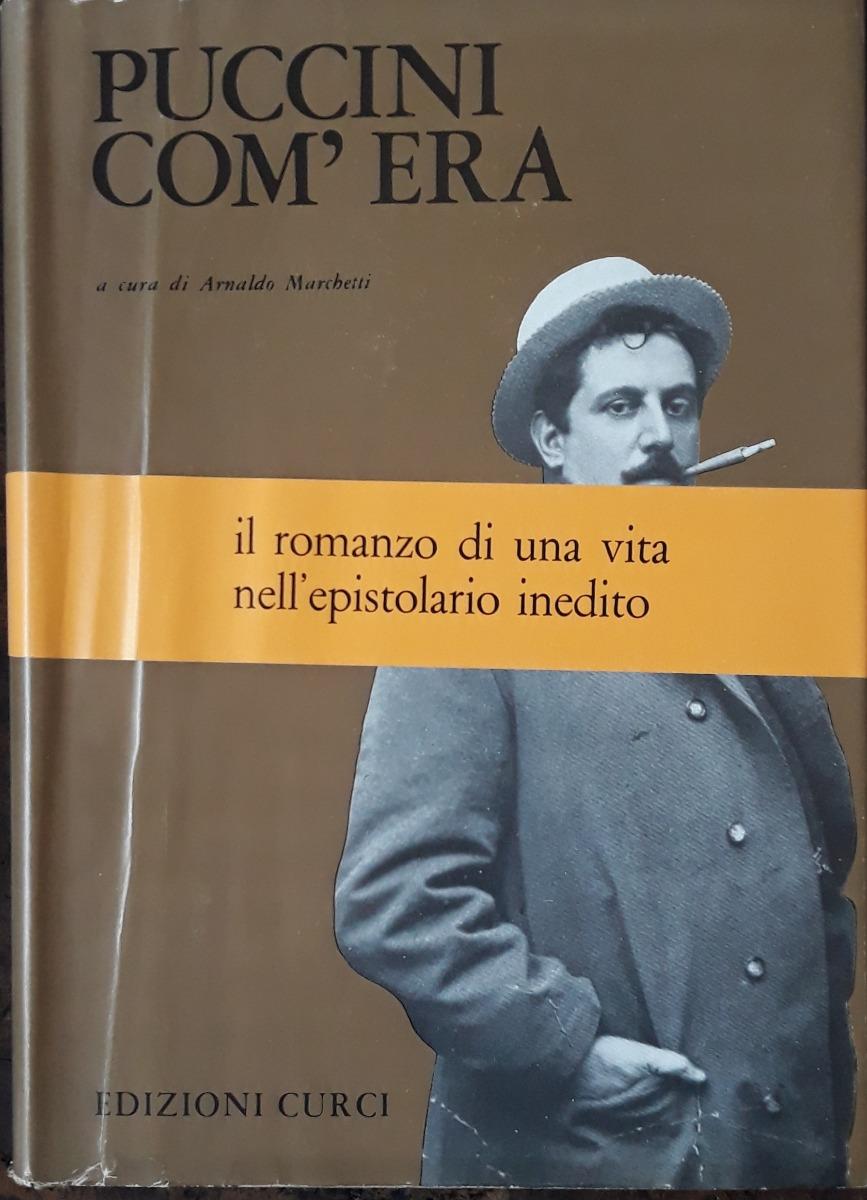 PUCCINI
COM' ERA
a cura di Arnaldo Marchetti
il romanzo di una vita
nell'epistolario inedito
EDIZIONI CURCI